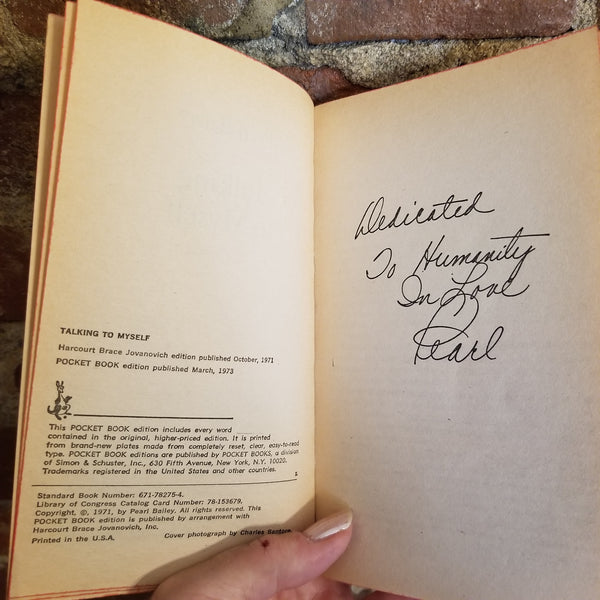 TALKING TO MYSELF
Harcourt Brace Jovanovich edition published October, 1971
POCKET BOOK edition published March, 1973
This POCKET BOOK edition includes every word
contained in the original, higher-priced edition. It is printed
from brand-new plates made from completely reset, clear, easy-to-read
type. POCKET BOOK editions are published by POCKET BOOKS, a division
of Simon & Schuster, Inc., 630 Fifth Avenue, New York, N.Y. 10020.
Trademarks registered in the United States and other countries.
Standard Book Number: 671-78275-4.
Library of Congress Catalog Card Number: 78-153679.
Copyright, ©, 1971, by Pearl Bailey. All rights reserved. This
POCKET BOOK edition is published by arrangement with
Harcourt Brace Jovanovich, Inc.
Printed in the U.S.A.
Cover photograph by Charles
Dedicated
To Humanity
In Love
Pearl